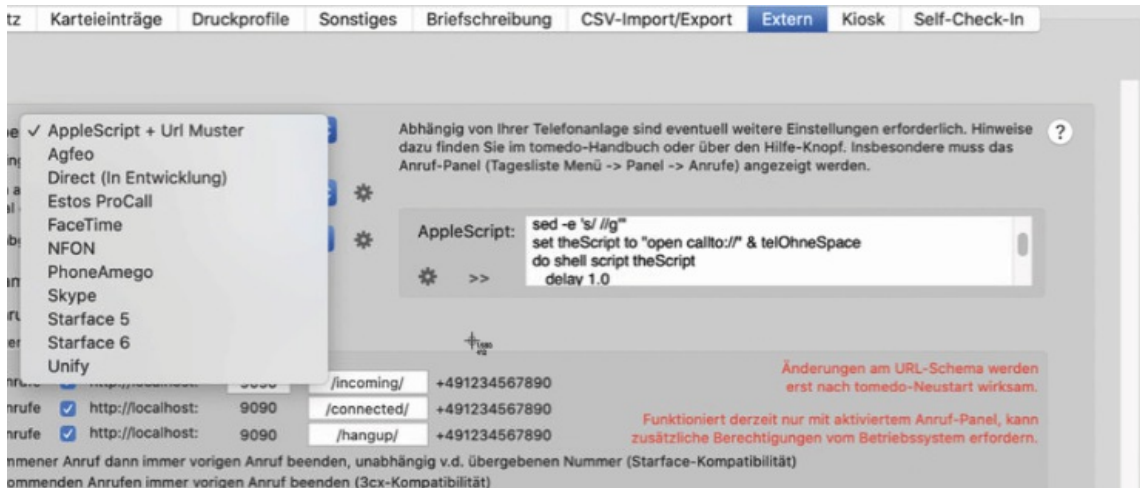 tz Karteieinträge Druckprofile Sonstiges Briefschreibung CSV-Import/Export Extern Kiosk Self-Check-In
✓ AppleScript + Url Muster
Agfeo
Direct (In Entwicklung)
Estos ProCall
FaceTime
NFON
PhoneAmego
Skype
Starface 5
Starface 6
Unify
Abhängig von Ihrer Telefonanlage sind eventuell weitere Einstellungen erforderlich. Hinweise ?
dazu finden Sie im tomedo-Handbuch oder über den Hilfe-Knopf. Insbesondere muss das
Anruf-Panel (Tagesliste Menü -> Panel -> Anrufe) angezeigt werden.
AppleScript:
sed -e 's/ //g'"
set theScript to "open callto://" & telOhneSpace
do shell script theScript
delay 1.0
>>
/incoming/ +491234567890
nrufe http://localhost: 9090 /connected/ +491234567890
nrufe http://localhost: 9090 /hangup/ +491234567890
Änderungen am URL-Schema werden
erst nach tomedo-Neustart wirksam.
Funktioniert derzeit nur mit aktiviertem Anruf-Panel, kann
zusätzliche Berechtigungen vom Betriebssystem erfordern.
mmener Anruf dann immer vorigen Anruf beenden, unabhängig v.d. übergebenen Nummer (Starface-Kompatibilität)
ommenden Anrufen immer vorigen Anruf beenden (3cx-Kompatibilität)